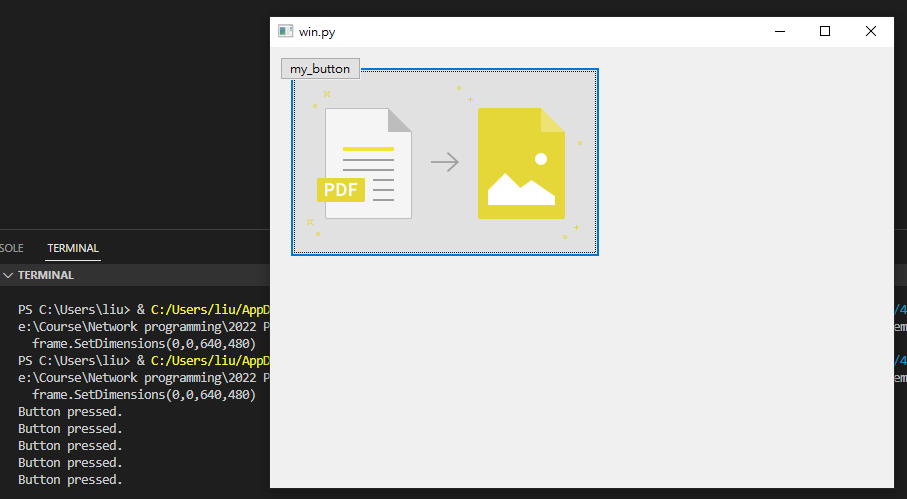 win.py
my_button
PDF
SOLE
TERMINAL
TERMINAL
PS C:\Users\liu> & C:/Users/liu/AppD
/4
e:\Course\Network programming\2022 P
em
frame.SetDimensions(0,0,640,480)
PS C:\Users\liu> & C:/Users/liu/AppD
/4
e:\Course\Network programming\2022 P
em
frame.SetDimensions(0,0,640,480)
Button pressed.
Button pressed.
Button pressed.
Button pressed.
Button pressed.